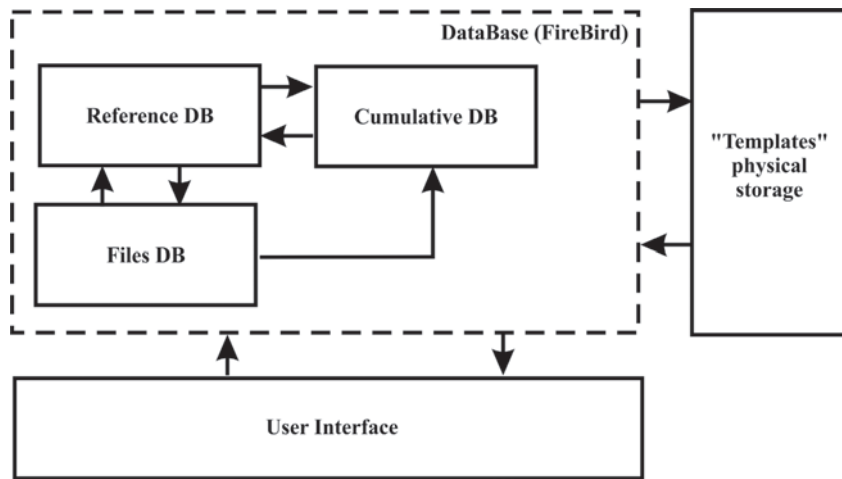 DataBase (FireBird)
Reference DB
Cumulative DB
"Templates"
physical
storage
Files DB
User Interface